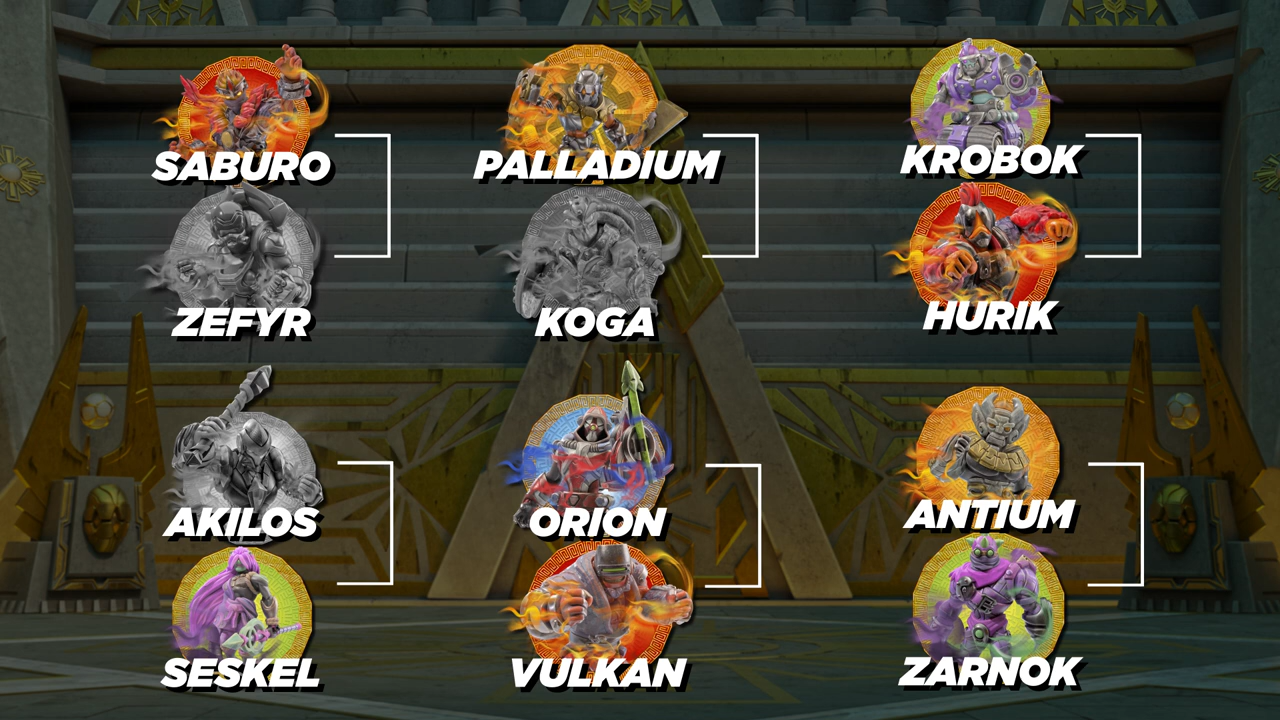 SABURO
ZEFYR
PALLADIUM
KOGA
KROBOK
HURIK
AKILOS
SESKEL
ORION
VULKAN
ANTIUM
ZARNOK